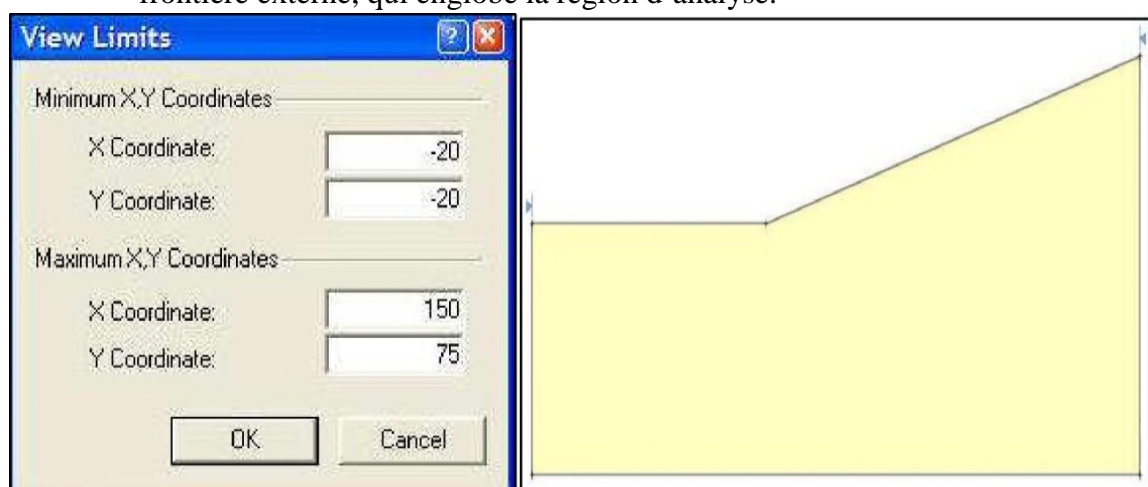 frontière externe, qui englobe la région d'analyse.
View Limits
Minimum X,Y Coordinates
X Coordinate: -20
Y Coordinate: -20
Maximum X,Y Coordinates
X Coordinate: 150
Y Coordinate: 75
OK Cancel